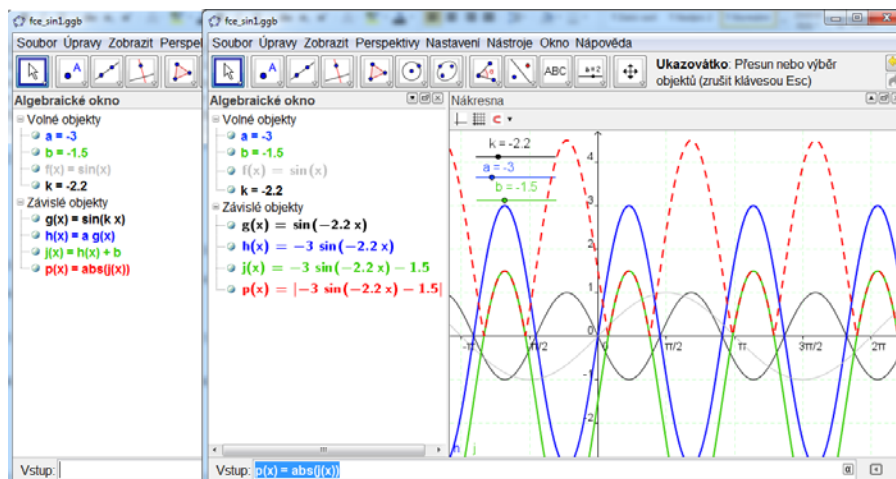 fce_sin1.ggb
Soubor Úpravy Zobrazit Perspel
Algebraické okno
Volné objekty
a = -3
b = -1.5
f(x) = sin(x)
k = -2.2
Závislé objekty
g(x) = sin(k x)
h(x) = a g(x)
j(x) = h(x) + b
p(x) = abs(j(x))
Vstup:
fce_sin1.ggb
Soubor Úpravy Zobrazit Perspektivy Nastavení Nástroje Okno Nápověda
ABC
a=2
Ukazovátko: Přesun nebo výběr
objektů (zrušit klávesou Esc)
Algebraické okno
Volné objekty
a = -3
b = -1.5
f(x) = sin(x)
k = -2.2
Závislé objekty
g(x) = sin(−2.2 x)
h(x) = −3 sin(−2.2 x)
j(x) = −3 sin(−2.2 x) − 1.5
p(x) = |−3 sin(−2.2 x) − 1.5|
Nákresna
k = -2.2
a = -3
b = -1.5
4
3
2
1
0
-1
-2
-π
-π/2
0
π/2
π
3π/2
2π
h
j
Vstup: p(x) = abs(j(x))
α